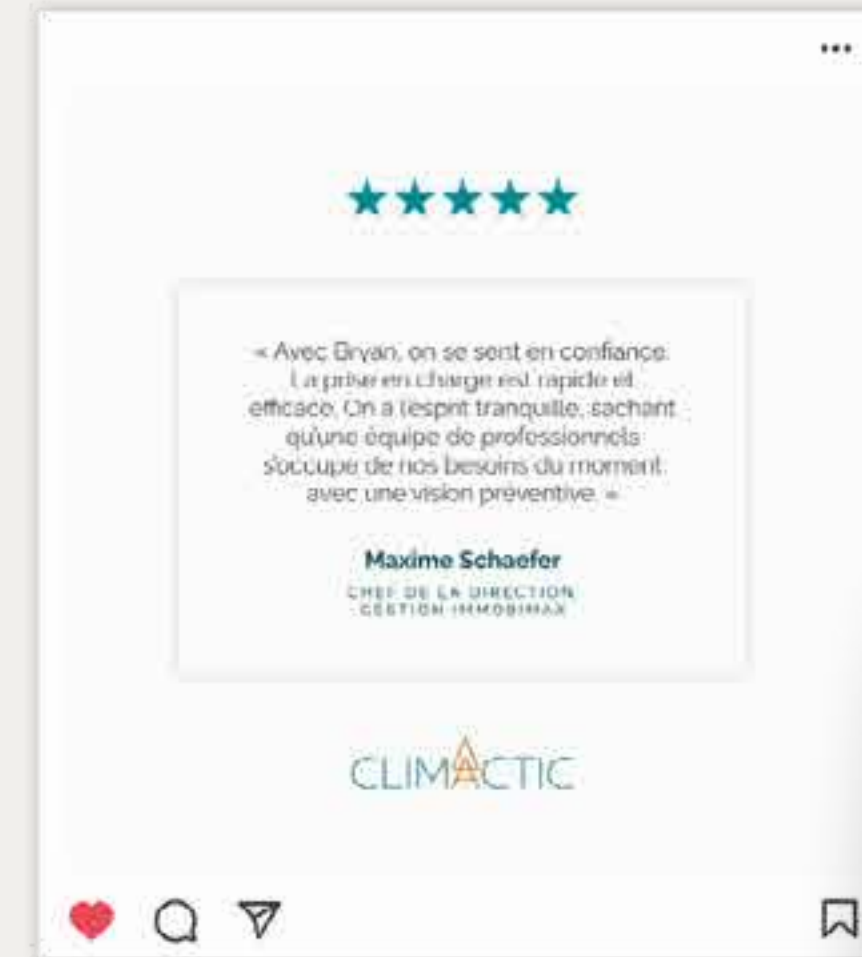 « Avec Bryan, on se sent en confiance.
La prise en charge est rapide et
efficace. On a l'esprit tranquille, sachant
qu'une équipe de professionnels
s'occupe de nos besoins du moment
avec une vision préventive. »
Maxime Schaefer
CHEF DE LA DIRECTION
GESTION IMMOBIMAX
CLIMACTIC